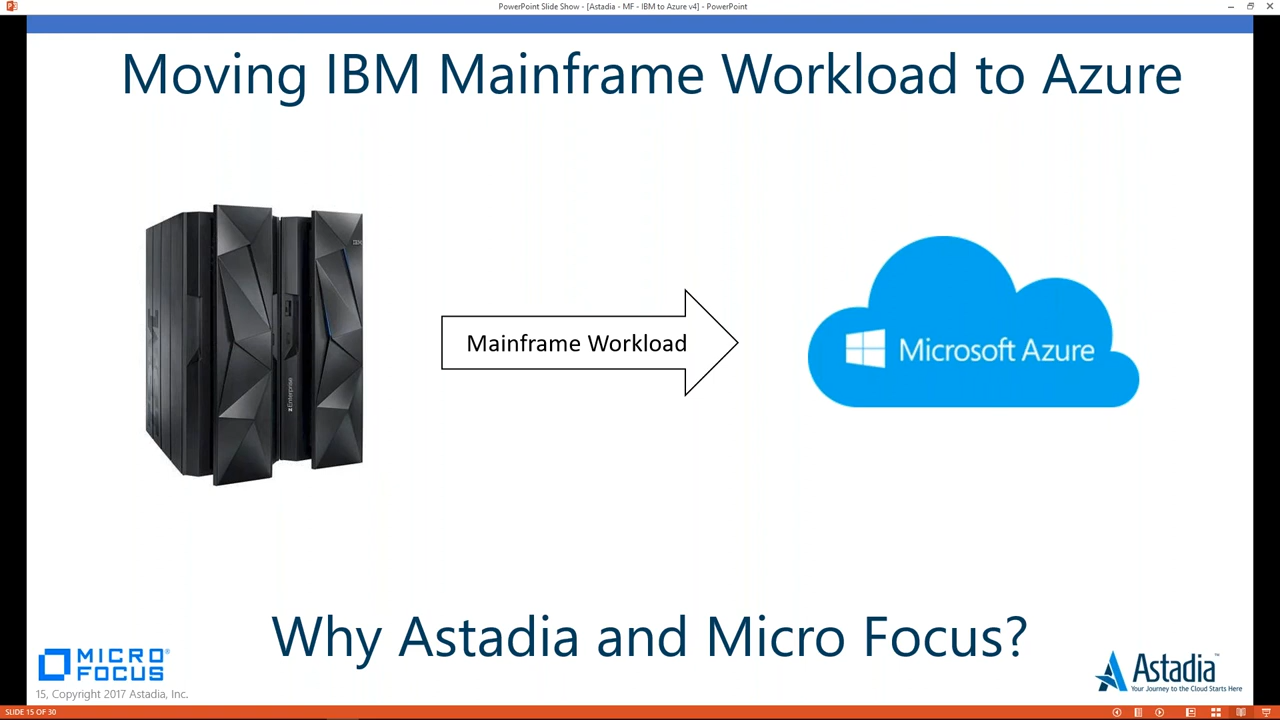 PowerPoint Slide Show - [Astadia - MF - IBM to Azure v4] - PowerPoint
Moving IBM Mainframe Workload to Azure
IBM
zEnterprise
Mainframe Workload
Microsoft Azure
Why Astadia and Micro Focus?
MICRO
FOCUS®
15, Copyright 2017 Astadia, Inc.
Astadia™
Your Journey to the Cloud Starts Here
SLIDE 15 OF 30